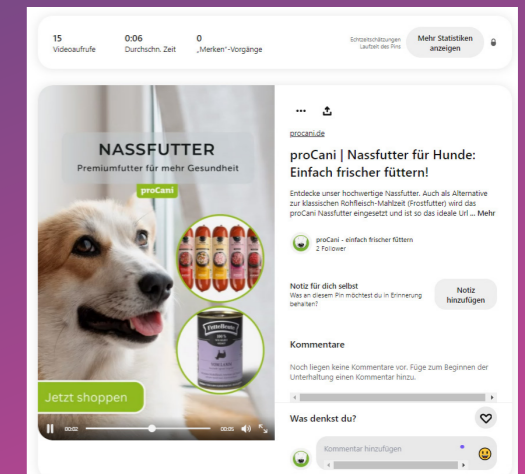 15
Videoaufrufe
0:06
Durchschn. Zeit
0
„Merken"-Vorgänge
Echtzeitschätzungen
Laufzeit des Pins
Mehr Statistiken
anzeigen
NASSFUTTER
Premiumfutter für mehr Gesundheit
proCani
Jetzt shoppen
00:02
00:05
procani.de
proCani | Nassfutter für Hunde:
Einfach frischer füttern!
Entdecke unser hochwertige Nassfutter. Auch als Alternative
zur klassischen Rohfleisch-Mahlzeit (Frostfutter) wird das
proCani Nassfutter eingesetzt und ist so das ideale Url ... Mehr
proCani - einfach frischer füttern
2 Follower
Notiz für dich selbst
Was an diesem Pin möchtest du in Erinnerung
behalten?
Notiz
hinzufügen
Kommentare
Noch liegen keine Kommentare vor. Füge zum Beginnen der
Unterhaltung einen Kommentar hinzu.
Was denkst du?
Kommentar hinzufügen